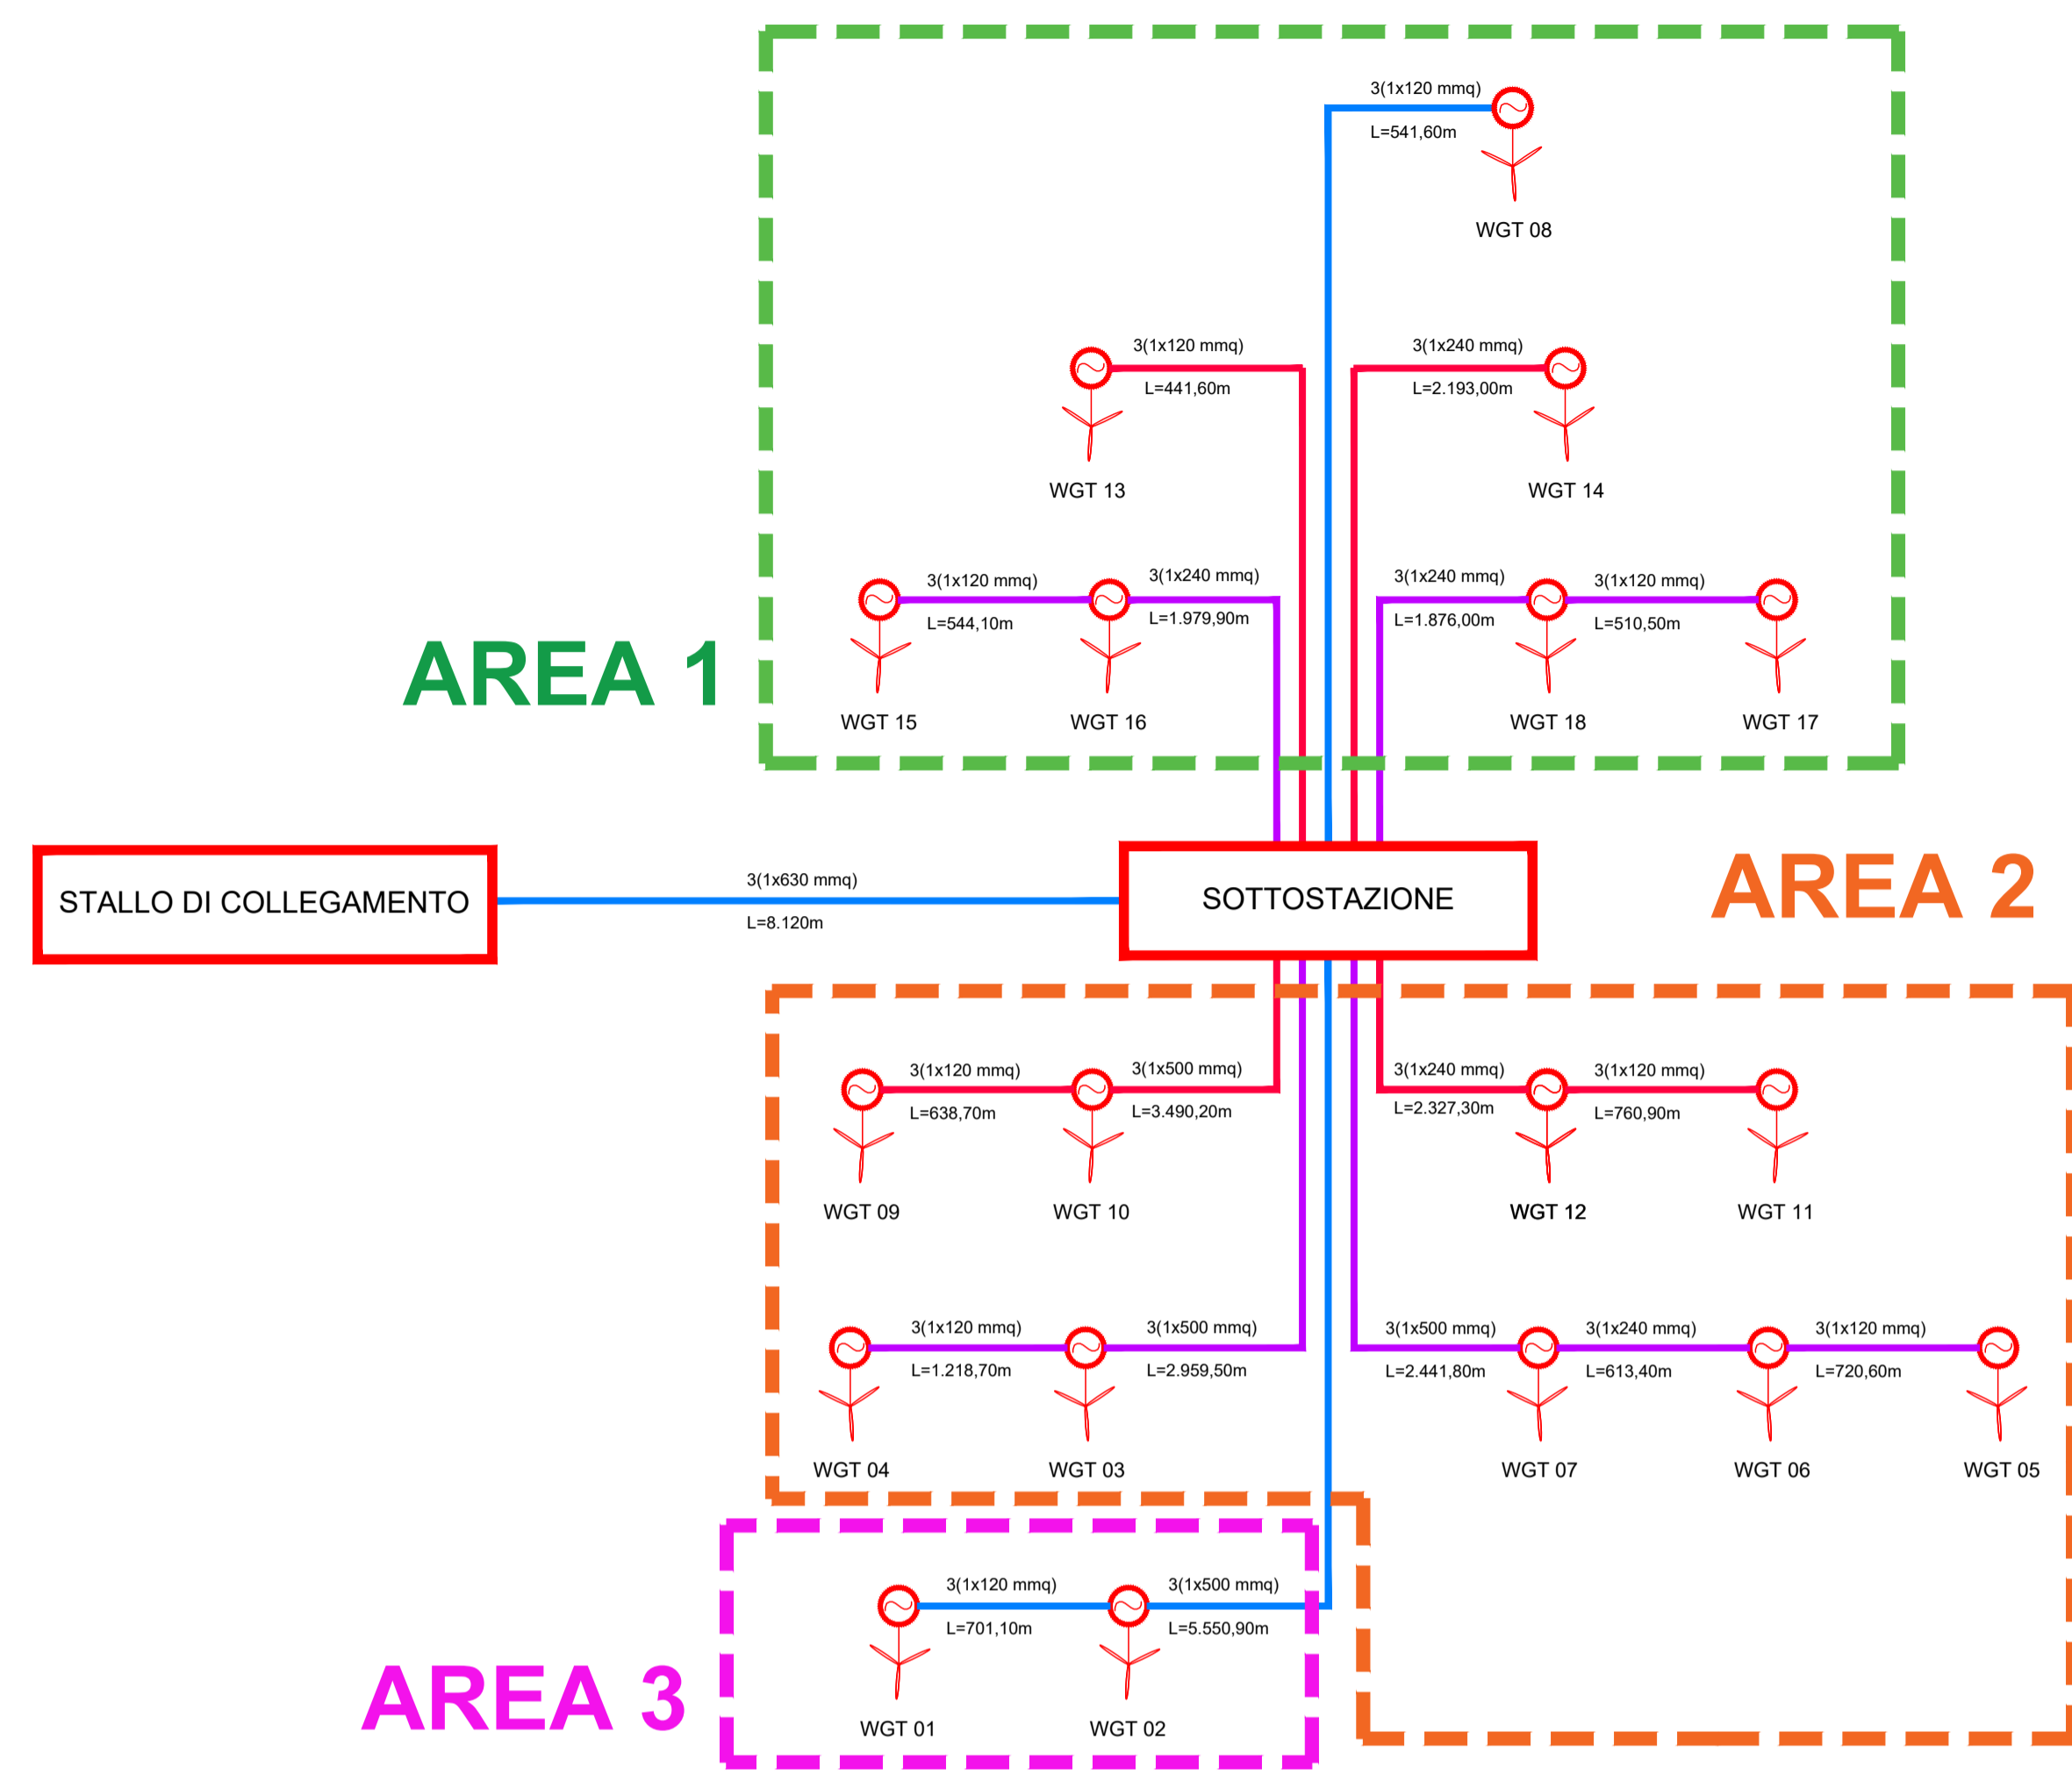 3(1x120 mmq)
L=541,60m
WGT 08
3(1x120 mmq)
L=441,60m
WGT 13
3(1x240 mmq)
L=2.193,00m
WGT 14
3(1x120 mmq)
L=544,10m
WGT 15
3(1x240 mmq)
L=1.979,90m
WGT 16
3(1x240 mmq)
L=1.876,00m
WGT 18
3(1x120 mmq)
L=510,50m
WGT 17
AREA 1
STALLO DI COLLEGAMENTO
3(1x630 mmq)
L=8.120m
SOTTOSTAZIONE
AREA 2
3(1x120 mmq)
L=638,70m
WGT 09
3(1x500 mmq)
L=3.490,20m
WGT 10
3(1x240 mmq)
L=2.327,30m
WGT 12
3(1x120 mmq)
L=760,90m
WGT 11
3(1x120 mmq)
L=1.218,70m
WGT 04
3(1x500 mmq)
L=2.959,50m
WGT 03
3(1x500 mmq)
L=2.441,80m
WGT 07
3(1x240 mmq)
L=613,40m
WGT 06
3(1x120 mmq)
L=720,60m
WGT 05
AREA 3
3(1x120 mmq)
L=701,10m
WGT 01
3(1x500 mmq)
L=5.550,90m
WGT 02